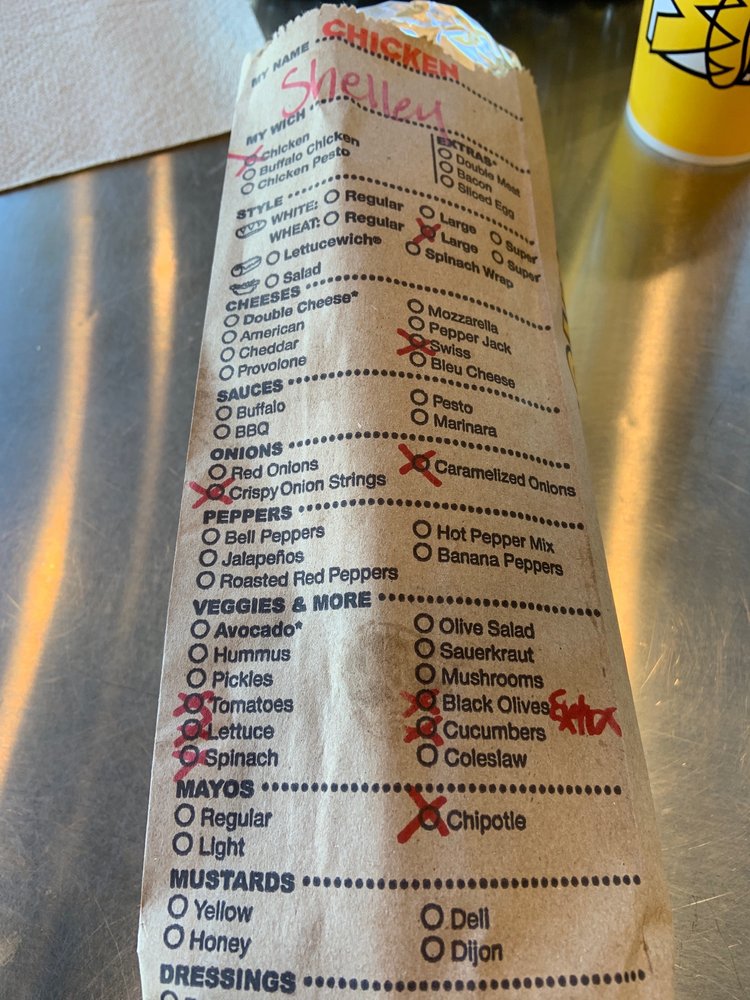 CHICKEN
MY NAME
Shelley
MY WICH
Chicken
Buffalo Chicken
Chicken Pesto
EXTRAS*
Double Meat
Bacon
Sliced Egg
STYLE
WHITE: Regular Large Super
WHEAT: Regular Large Super
Lettucewich® Spinach Wrap
Salad
CHEESES
Double Cheese* Mozzarella
American Pepper Jack
Cheddar Swiss
Provolone Bleu Cheese
SAUCES
Buffalo Pesto
BBQ Marinara
ONIONS
Red Onions Caramelized Onions
Crispy Onion Strings
PEPPERS
Bell Peppers Hot Pepper Mix
Jalapeños Banana Peppers
Roasted Red Peppers
VEGGIES & MORE
Avocado* Olive Salad
Hummus Sauerkraut
Pickles Mushrooms
Tomatoes Black Olives Extra
Lettuce Cucumbers
Spinach Coleslaw
MAYOS
Regular Chipotle
Light
MUSTARDS
Yellow Deli
Honey Dijon
DRESSINGS